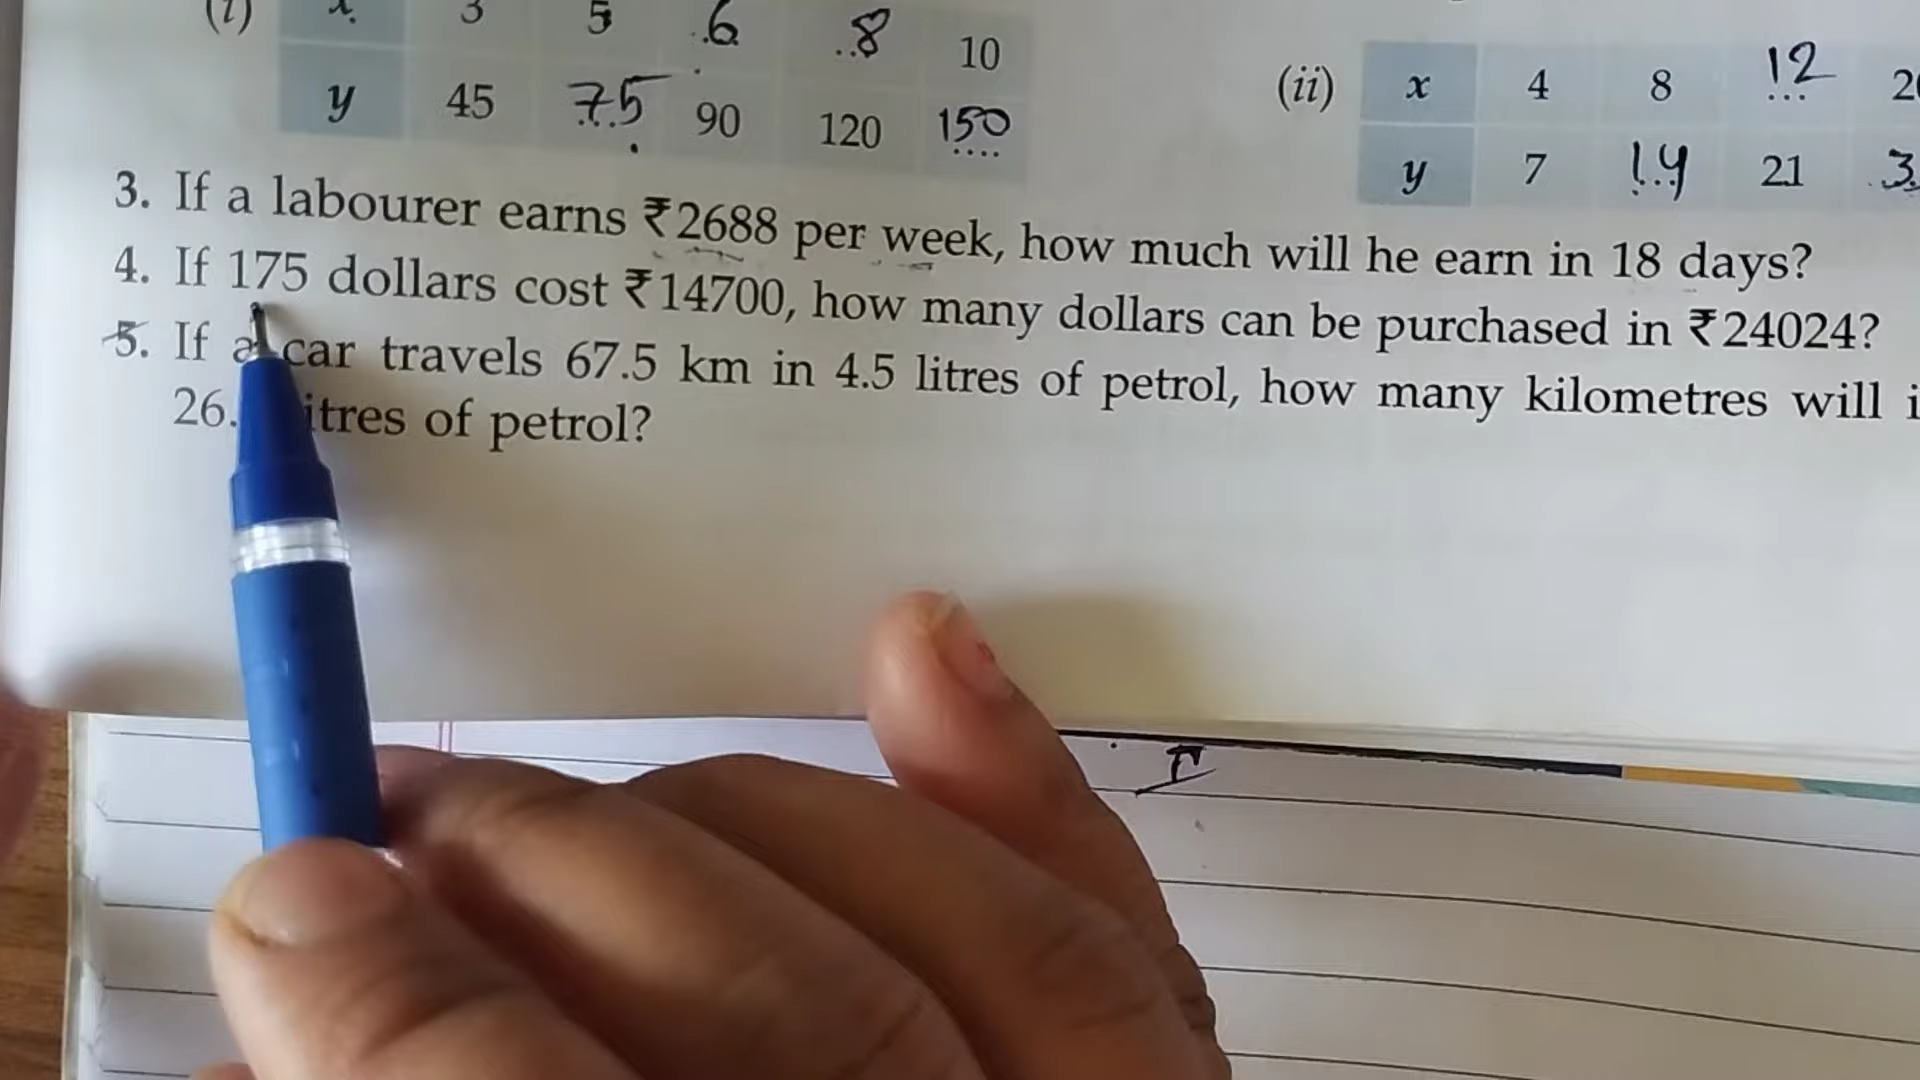 (i) x 3 5 ..6 ..8 10
y 45 75 90 120 150
(ii) x 4 8 12
y 7 14 21
3. If a labourer earns ₹2688 per week, how much will he earn in 18 days?
4. If 175 dollars cost ₹14700, how many dollars can be purchased in ₹24024?
5. If a car travels 67.5 km in 4.5 litres of petrol, how many kilometres will
26. litres of petrol?